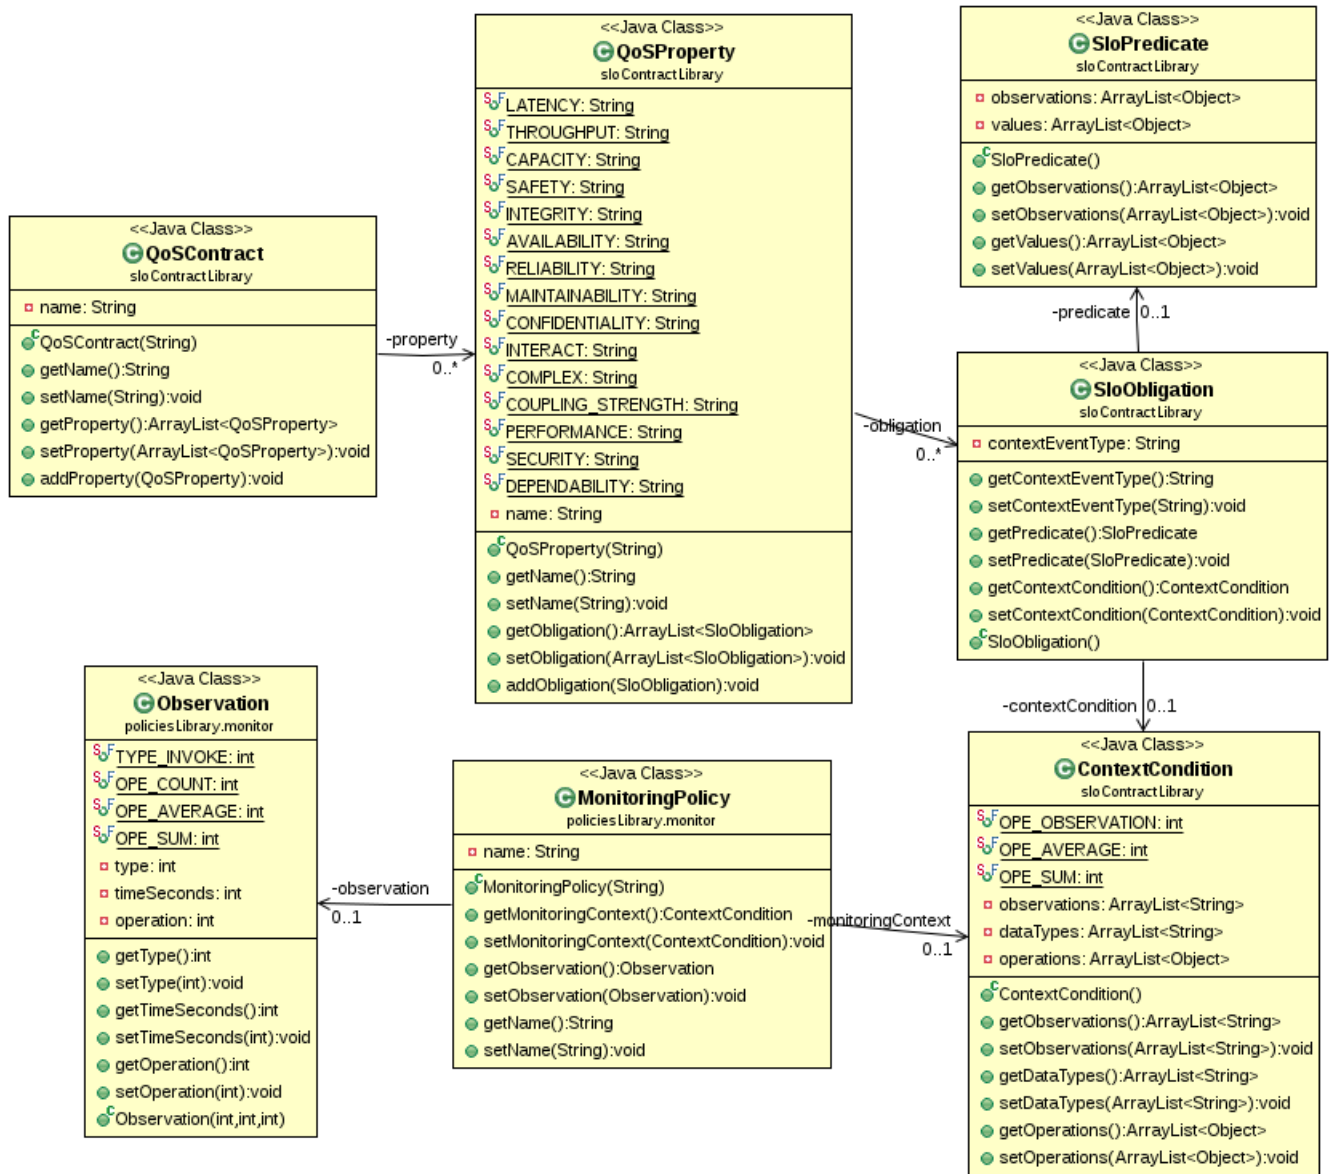 <<Java Class>>
QoSContract
sloContractLibrary
name: String
QoSContract(String)
getName():String
setName(String):void
getProperty():ArrayList<QoSProperty>
setProperty(ArrayList<QoSProperty>):void
addProperty(QoSProperty):void
-property
0..*
<<Java Class>>
QoSProperty
sloContractLibrary
LATENCY: String
THROUGHPUT: String
CAPACITY: String
SAFETY: String
INTEGRITY: String
AVAILABILITY: String
RELIABILITY: String
MAINTAINABILITY: String
CONFIDENTIALITY: String
INTERACT: String
COMPLEX: String
COUPLING_STRENGTH: String
PERFORMANCE: String
SECURITY: String
DEPENDABILITY: String
name: String
QoSProperty(String)
getName():String
setName(String):void
getObligation():ArrayList<SloObligation>
setObligation(ArrayList<SloObligation>):void
addObligation(SloObligation):void
-obligation
0..*
<<Java Class>>
SloPredicate
sloContractLibrary
observations: ArrayList<Object>
values: ArrayList<Object>
SloPredicate()
getObservations():ArrayList<Object>
setObservations(ArrayList<Object>):void
getValues():ArrayList<Object>
setValues(ArrayList<Object>):void
-predicate 0..1
<<Java Class>>
SloObligation
sloContractLibrary
contextEventType: String
getContextEventType():String
setContextEventType(String):void
getPredicate():SloPredicate
setPredicate(SloPredicate):void
getContextCondition():ContextCondition
setContextCondition(ContextCondition):void
SloObligation()
-contextCondition 0..1
<<Java Class>>
Observation
policiesLibrary.monitor
TYPE_INVOKE: int
OPE_COUNT: int
OPE_AVERAGE: int
OPE_SUM: int
type: int
timeSeconds: int
operation: int
getType():int
setType(int):void
getTimeSeconds():int
setTimeSeconds(int):void
getOperation():int
setOperation(int):void
Observation(int,int,int)
-observation
0..1
<<Java Class>>
MonitoringPolicy
policiesLibrary.monitor
name: String
MonitoringPolicy(String)
getMonitoringContext():ContextCondition
setMonitoringContext(ContextCondition):void
getObservation():Observation
setObservation(Observation):void
getName():String
setName(String):void
-monitoringContext
0..1
<<Java Class>>
ContextCondition
sloContractLibrary
OPE_OBSERVATION: int
OPE_AVERAGE: int
OPE_SUM: int
observations: ArrayList<String>
dataTypes: ArrayList<String>
operations: ArrayList<Object>
ContextCondition()
getObservations():ArrayList<String>
setObservations(ArrayList<String>):void
getDataTypes():ArrayList<String>
setDataTypes(ArrayList<String>):void
getOperations():ArrayList<Object>
setOperations(ArrayList<Object>):void